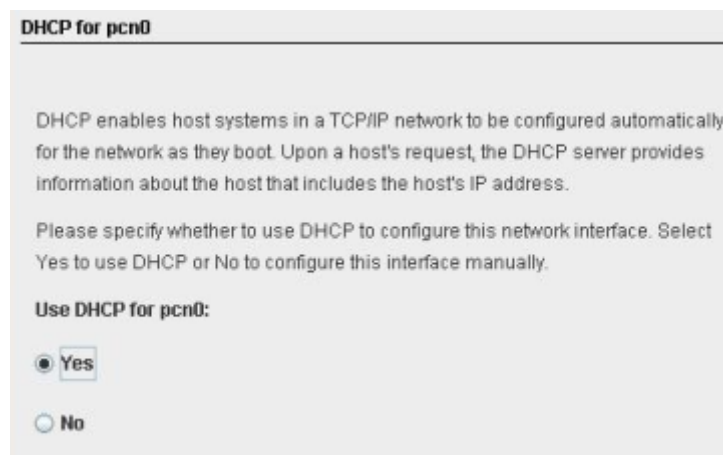 DHCP for pcn0
DHCP enables host systems in a TCP/IP network to be configured automatically
for the network as they boot. Upon a host's request, the DHCP server provides
information about the host that includes the host's IP address.
Please specify whether to use DHCP to configure this network interface. Select
Yes to use DHCP or No to configure this interface manually.
Use DHCP for pcn0:
Yes
No